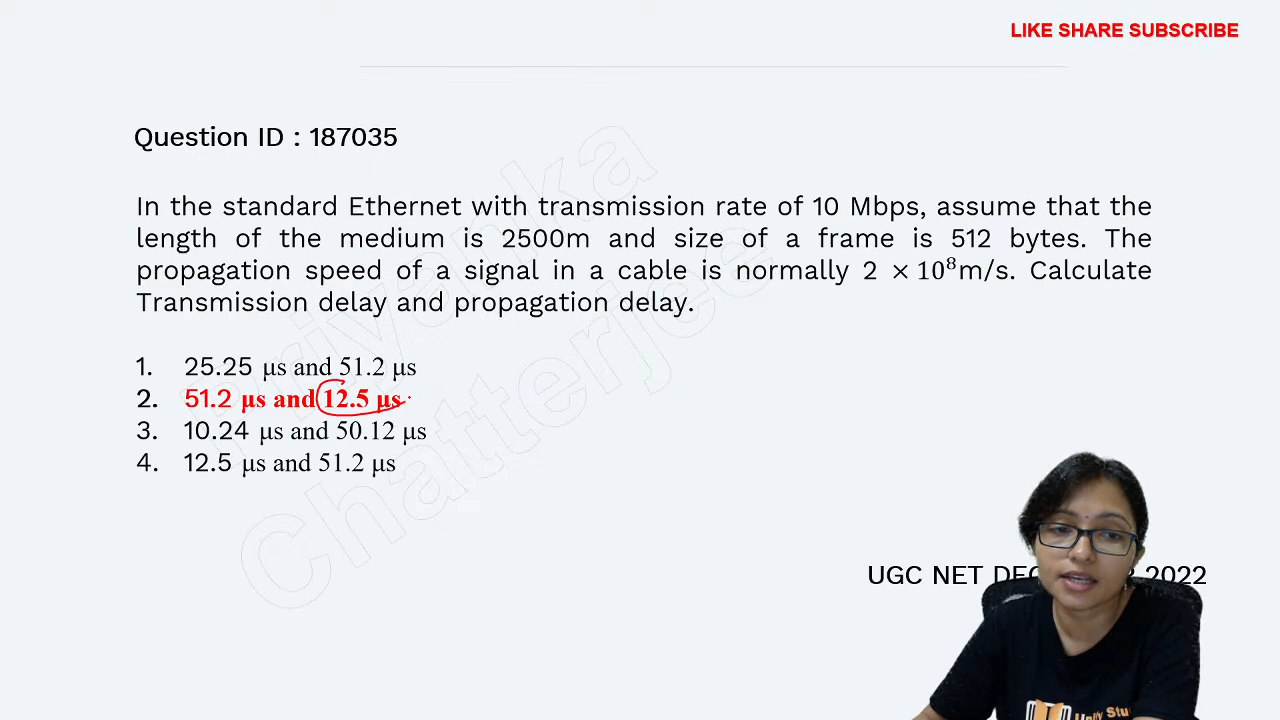 LIKE SHARE SUBSCRIBE
Question ID : 187035
In the standard Ethernet with transmission rate of 10 Mbps, assume that the
length of the medium is 2500m and size of a frame is 512 bytes. The
propagation speed of a signal in a cable is normally 2 × 10⁸m/s. Calculate
Transmission delay and propagation delay.
1. 25.25 μs and 51.2 μs
2. 51.2 μs and 12.5 μs
3. 10.24 μs and 50.12 μs
4. 12.5 μs and 51.2 μs
Priyanka
Chatterjee
UGC NET 2022